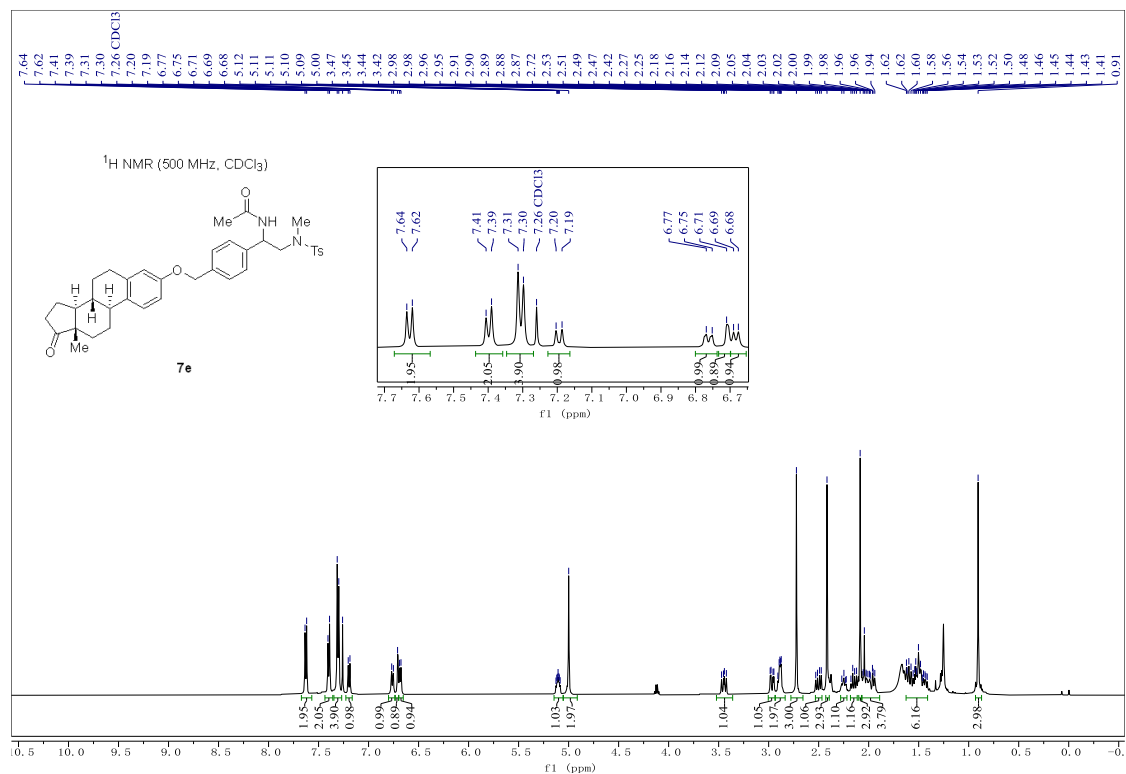 7.64 7.62 7.41 7.39 7.31 7.30 7.26 CDCl3 7.20 7.19 6.77 6.75 6.71 6.69 6.68 5.12 5.11 5.11 5.10 5.09 5.00 3.47 3.45 3.44 3.42 2.98 2.98 2.96 2.95 2.91 2.90 2.89 2.88 2.87 2.72 2.53 2.51 2.49 2.47 2.42 2.27 2.25 2.18 2.16 2.14 2.12 2.09 2.05 2.04 2.03 2.02 2.00 1.99 1.98 1.96 1.96 1.94 1.62 1.62 1.60 1.58 1.56 1.54 1.53 1.52 1.50 1.48 1.46 1.45 1.44 1.43 1.41 0.91
¹H NMR (500 MHz, CDCl₃)
O
Me NH Me
N Ts
O
H H
H
O Me
7e
7.64 7.62 7.41 7.39 7.31 7.30 7.26 CDCl3 7.20 7.19 6.77 6.75 6.71 6.69 6.68
1.95 2.05 3.90 0.98 0.99 0.89 0.94
7.7 7.6 7.5 7.4 7.3 7.2 7.1 7.0 6.9 6.8 6.7
f1 (ppm)
1.95 2.05 3.90 0.98 0.99 0.89 0.94 1.03 1.97 1.04 1.05 1.97 3.00 1.06 2.93 1.10 1.16 2.92 3.79 6.16 2.98
10.5 10.0 9.5 9.0 8.5 8.0 7.5 7.0 6.5 6.0 5.5 5.0 4.5 4.0 3.5 3.0 2.5 2.0 1.5 1.0 0.5 0.0
f1 (ppm)